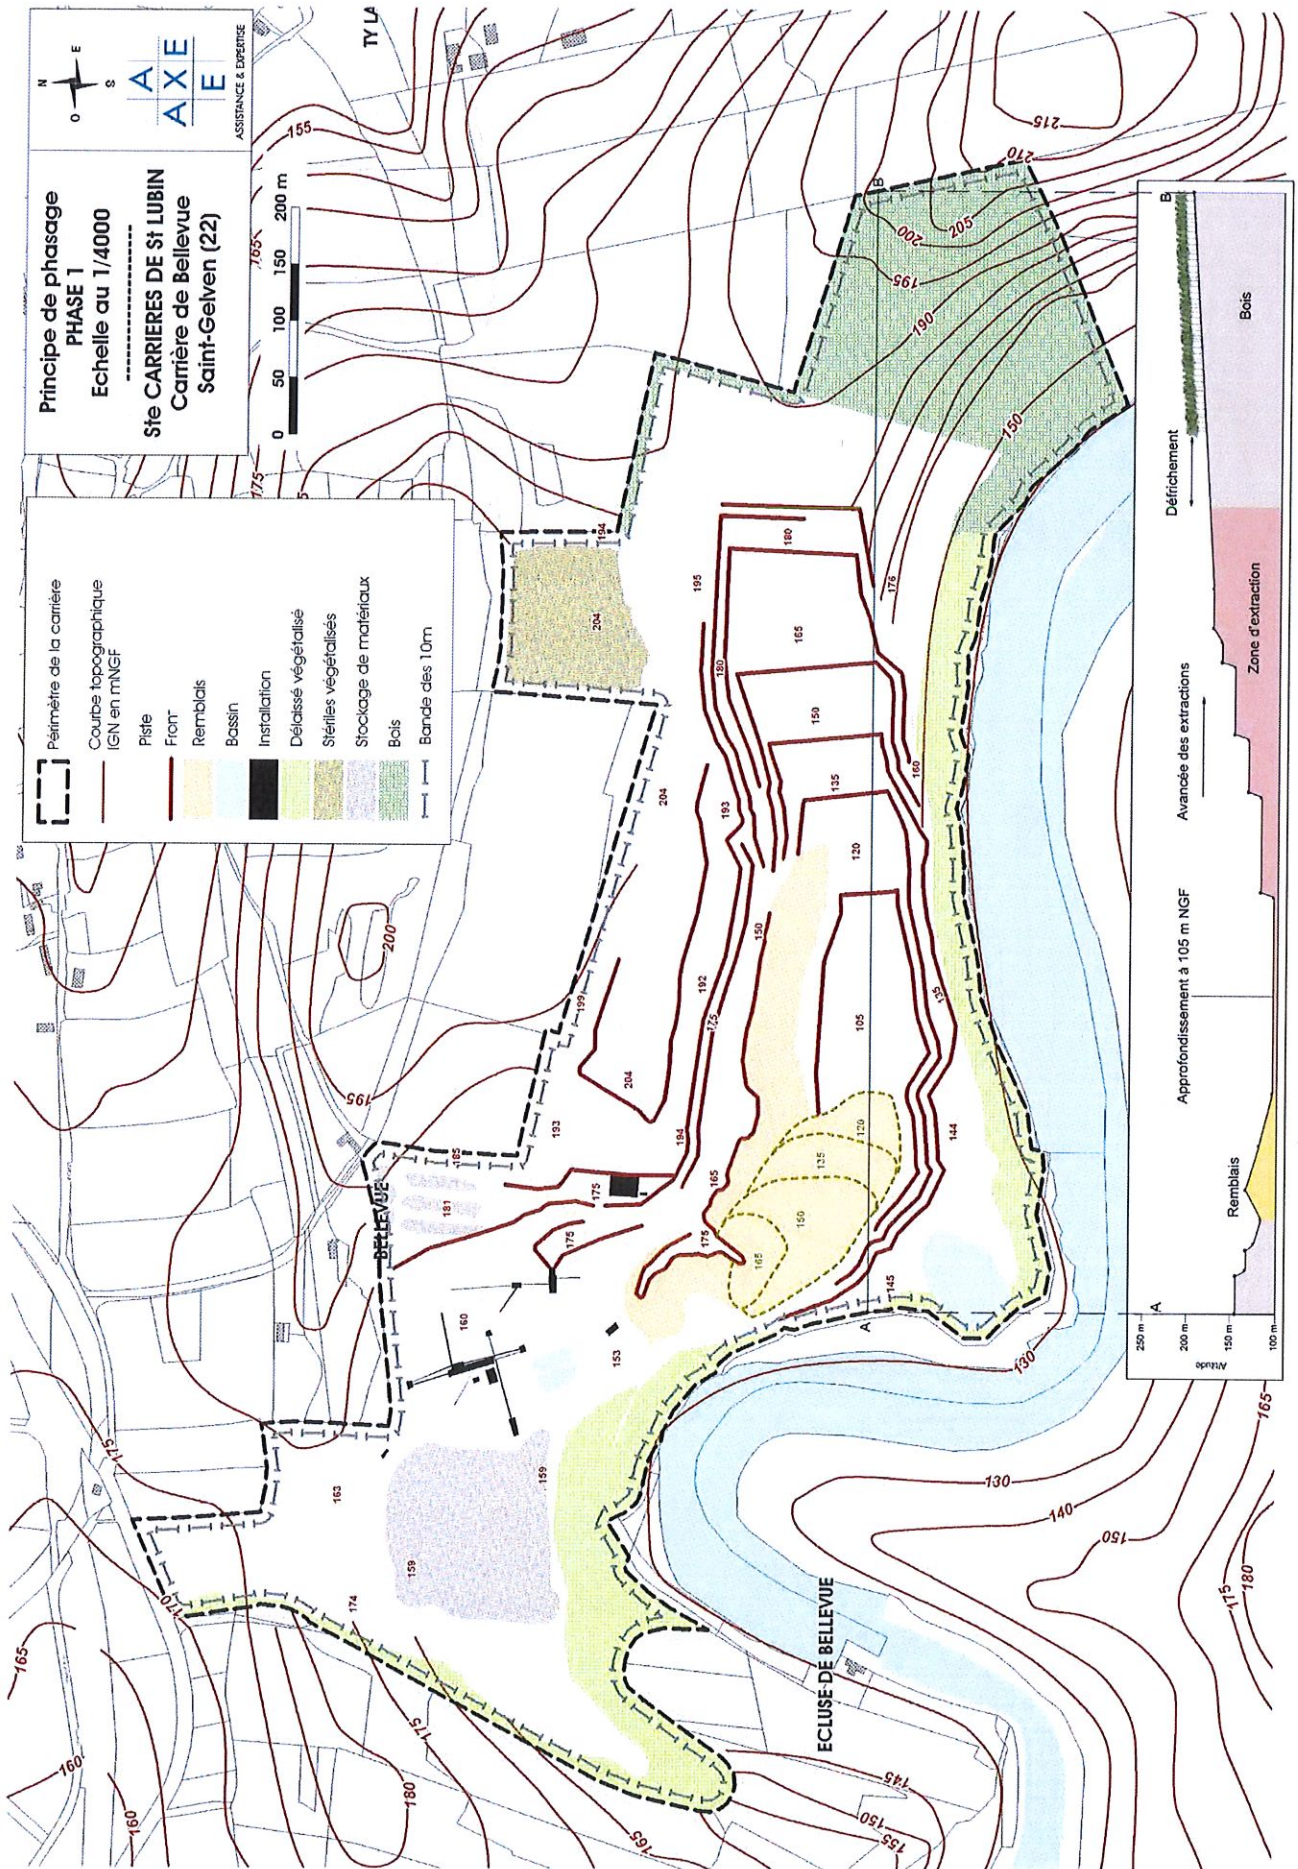 Principe de phasage
PHASE 1
Echelle au 1/4000
Ste CARRIERES DE St LUBIN
Carrière de Bellevue
Saint-Gelven (22)
N
O
E
S
A
AXE
E
ASSISTANCE & EXPERTISE
0 50 100 150 200 m
Périmètre de la carrière
Courbe topographique
IGN en mNGF
Piste
Front
Remblais
Bassin
Installation
Délaissé végétalisé
Stériles végétalisés
Stockage de matériaux
Bois
Bande des 10m
TY LA
155
165
175
165
160
160
170
175
180
175
165
174
163
159
159
BELLEVUE
181
185
160
153
175
175
175
165
194
193
195
200
199
204
204
192
175
193
204
204
194
195
180
180
165
150
135
120
105
150
160
176
135
144
145
120
135
150
165
190
195
200
205
210
215
150
B
A
130
130
140
150
175
180
165
145
150
155
ECLUSE DE BELLEVUE
A
B
250 m
200 m
150 m
100 m
Altitude
Remblais
Approfondissement à 105 m NGF
Avancée des extractions
Zone d'extraction
Défrichement
Bois